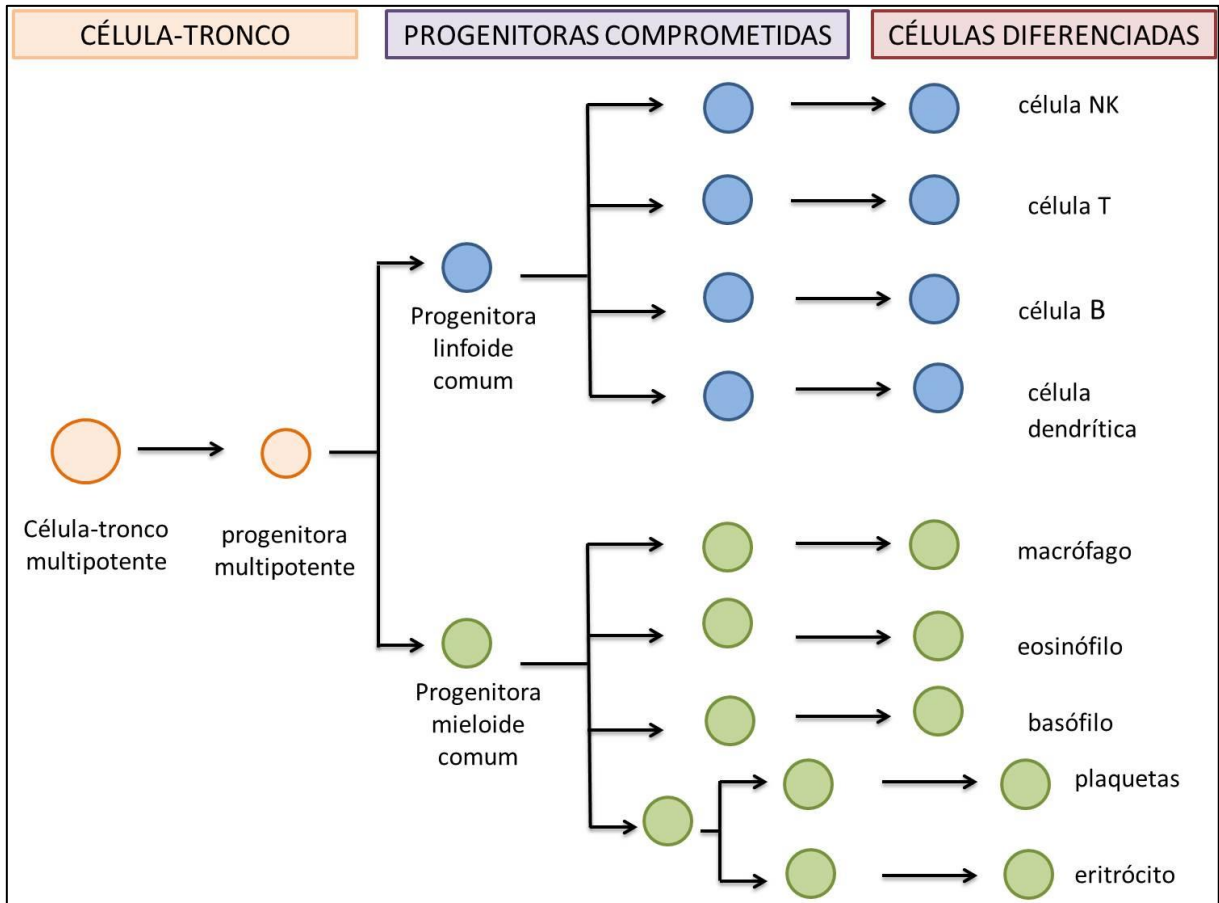 CÉLULA-TRONCO
PROGENITORAS COMPROMETIDAS
CÉLULAS DIFERENCIADAS
célula NK
célula T
Progenitora
linfoide
comum
célula B
célula
dendrítica
Célula-tronco
multipotente
progenitora
multipotente
macrófago
eosinófilo
Progenitora
mieloide
comum
basófilo
plaquetas
eritrócito